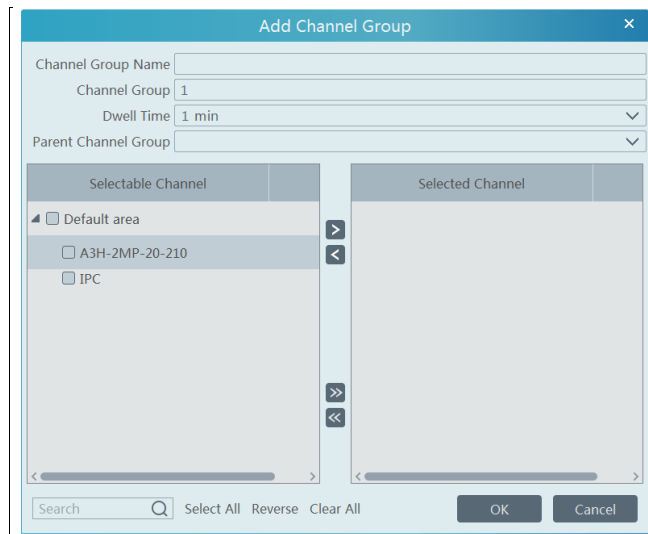 Add Channel Group
Channel Group Name
Channel Group 1
Dwell Time 1 min
Parent Channel Group
Selectable Channel Selected Channel
Default area
A3H-2MP-20-210
IPC
Search Select All Reverse Clear All OK Cancel